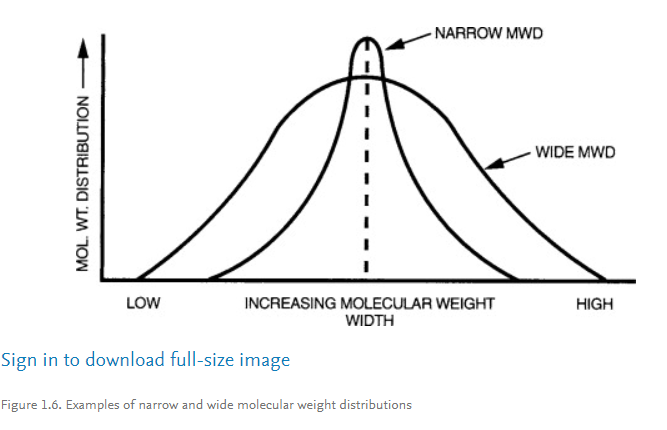 NARROW MWD
WIDE MWD
MOL. WT. DISTRIBUTION
LOW
INCREASING MOLECULAR WEIGHT
WIDTH
HIGH
Sign in to download full-size image
Figure 1.6. Examples of narrow and wide molecular weight distributions